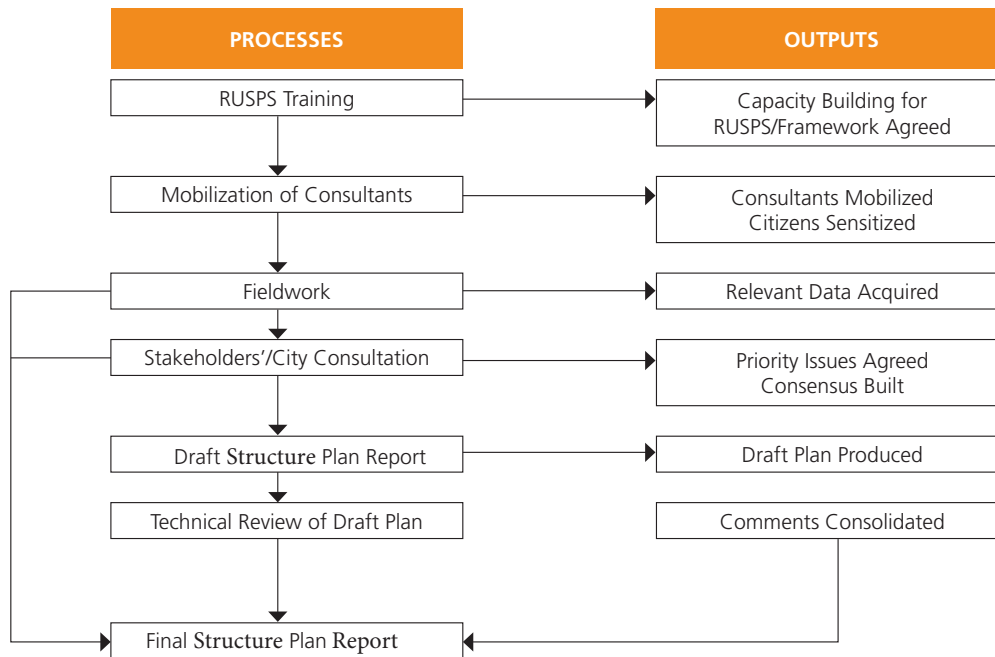 PROCESSES
OUTPUTS
RUSPS Training
Capacity Building for
RUSPS/Framework Agreed
Mobilization of Consultants
Consultants Mobilized
Citizens Sensitized
Fieldwork
Relevant Data Acquired
Stakeholders’/City Consultation
Priority Issues Agreed
Consensus Built
Draft Structure Plan Report
Draft Plan Produced
Technical Review of Draft Plan
Comments Consolidated
Final Structure Plan Report